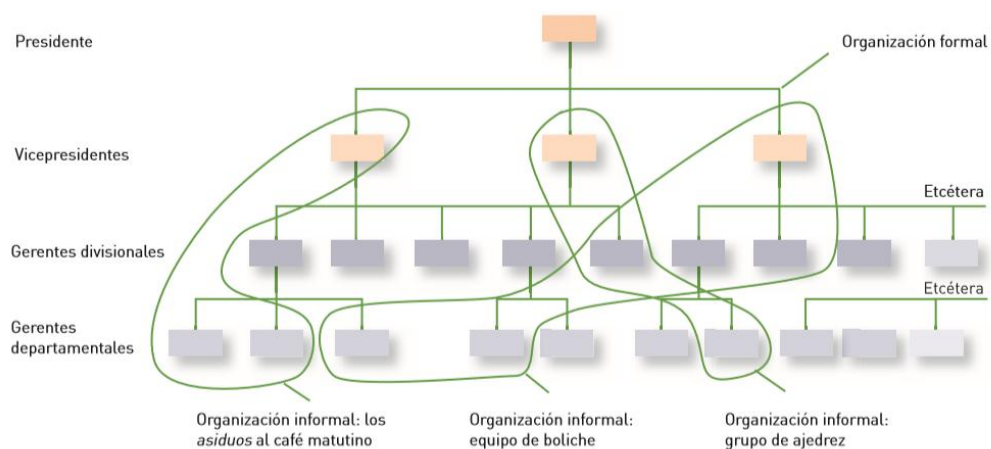 Presidente
Organización formal
Vicepresidentes
Etcétera
Gerentes divisionales
Etcétera
Gerentes
departamentales
Organización informal: los
asiduos al café matutino
Organización informal:
equipo de boliche
Organización informal:
grupo de ajedrez